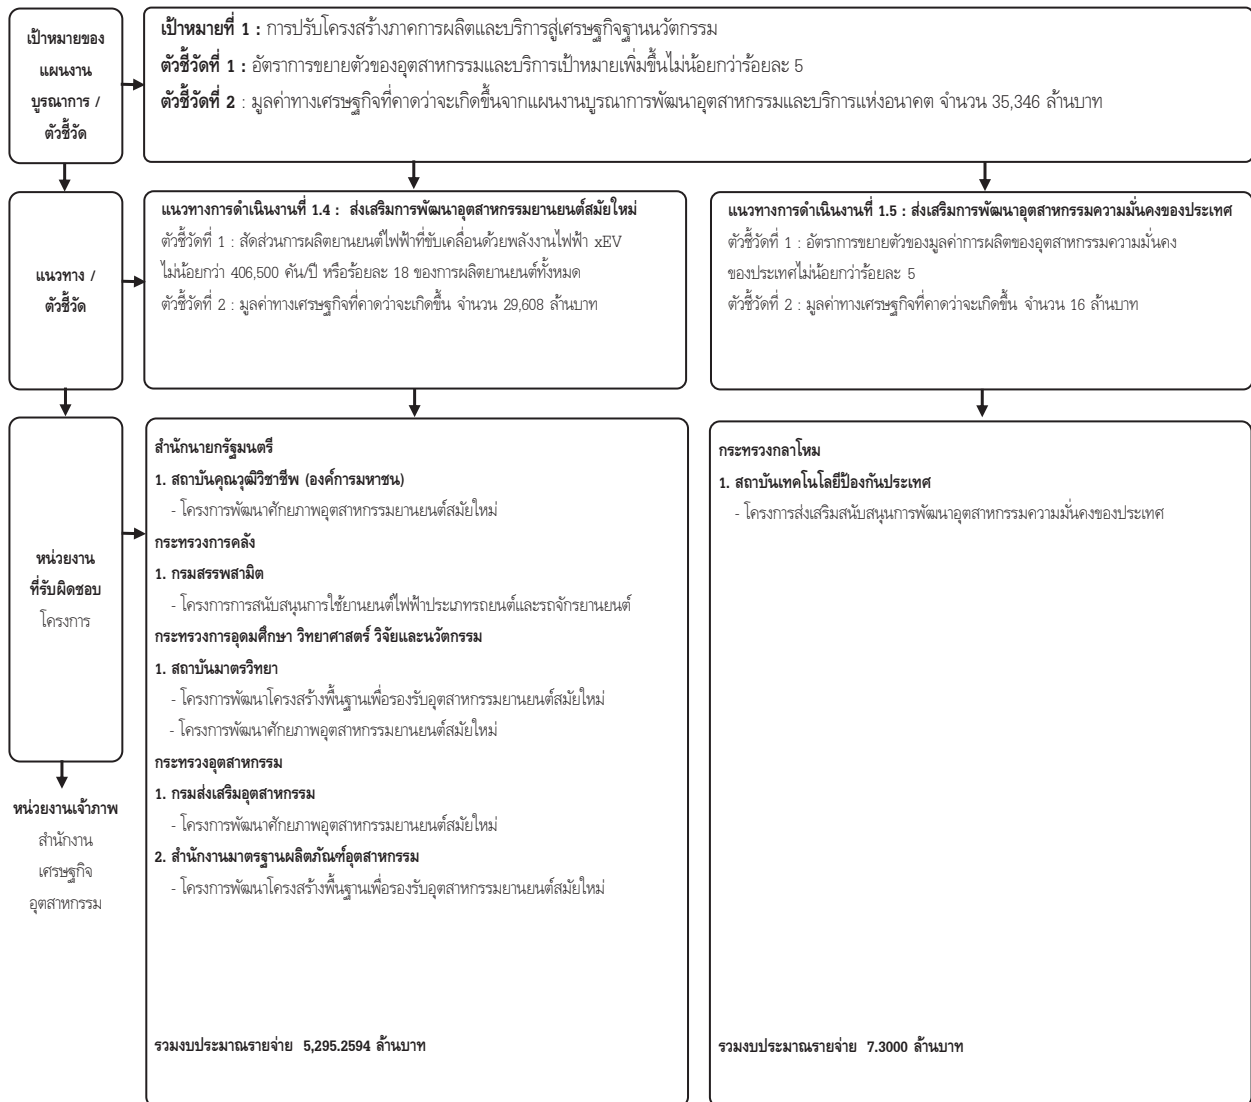 เป้าหมายของ
แผนงาน
บูรณาการ /
ตัวชี้วัด
เป้าหมายที่ 1 : การปรับโครงสร้างภาคการผลิตและบริการสู่เศรษฐกิจฐานนวัตกรรม
ตัวชี้วัดที่ 1 : อัตราการขยายตัวของอุตสาหกรรมและบริการเป้าหมายเพิ่มขึ้นไม่น้อยกว่าร้อยละ 5
ตัวชี้วัดที่ 2 : มูลค่าทางเศรษฐกิจที่คาดว่าจะเกิดขึ้นจากแผนงานบูรณาการพัฒนาอุตสาหกรรมและบริการแห่งอนาคต จำนวน 35,346 ล้านบาท
แนวทาง /
ตัวชี้วัด
แนวทางการดำเนินงานที่ 1.4 : ส่งเสริมการพัฒนาอุตสาหกรรมยานยนต์สมัยใหม่
ตัวชี้วัดที่ 1 : สัดส่วนการผลิตยานยนต์ไฟฟ้าที่ขับเคลื่อนด้วยพลังงานไฟฟ้า xEV
ไม่น้อยกว่า 406,500 คัน/ปี หรือร้อยละ 18 ของการผลิตยานยนต์ทั้งหมด
ตัวชี้วัดที่ 2 : มูลค่าทางเศรษฐกิจที่คาดว่าจะเกิดขึ้น จำนวน 29,608 ล้านบาท
แนวทางการดำเนินงานที่ 1.5 : ส่งเสริมการพัฒนาอุตสาหกรรมความมั่นคงของประเทศ
ตัวชี้วัดที่ 1 : อัตราการขยายตัวของมูลค่าการผลิตของอุตสาหกรรมความมั่นคง
ของประเทศไม่น้อยกว่าร้อยละ 5
ตัวชี้วัดที่ 2 : มูลค่าทางเศรษฐกิจที่คาดว่าจะเกิดขึ้น จำนวน 16 ล้านบาท
หน่วยงาน
ที่รับผิดชอบ
โครงการ
หน่วยงานเจ้าภาพ
สำนักงาน
เศรษฐกิจ
อุตสาหกรรม
สำนักนายกรัฐมนตรี
1. สถาบันคุณวุฒิวิชาชีพ (องค์การมหาชน)
- โครงการพัฒนาศักยภาพอุตสาหกรรมยานยนต์สมัยใหม่
กระทรวงการคลัง
1. กรมสรรพสามิต
- โครงการการสนับสนุนการใช้ยานยนต์ไฟฟ้าประเภทรถยนต์และรถจักรยานยนต์
กระทรวงการอุดมศึกษา วิทยาศาสตร์ วิจัยและนวัตกรรม
1. สถาบันมาตรวิทยา
- โครงการพัฒนาโครงสร้างพื้นฐานเพื่อรองรับอุตสาหกรรมยานยนต์สมัยใหม่
- โครงการพัฒนาศักยภาพอุตสาหกรรมยานยนต์สมัยใหม่
กระทรวงอุตสาหกรรม
1. กรมส่งเสริมอุตสาหกรรม
- โครงการพัฒนาศักยภาพอุตสาหกรรมยานยนต์สมัยใหม่
2. สำนักงานมาตรฐานผลิตภัณฑ์อุตสาหกรรม
- โครงการพัฒนาโครงสร้างพื้นฐานเพื่อรองรับอุตสาหกรรมยานยนต์สมัยใหม่
รวมงบประมาณรายจ่าย 5,295.2594 ล้านบาท
กระทรวงกลาโหม
1. สถาบันเทคโนโลยีป้องกันประเทศ
- โครงการส่งเสริมสนับสนุนการพัฒนาอุตสาหกรรมความมั่นคงของประเทศ
รวมงบประมาณรายจ่าย 7.3000 ล้านบาท